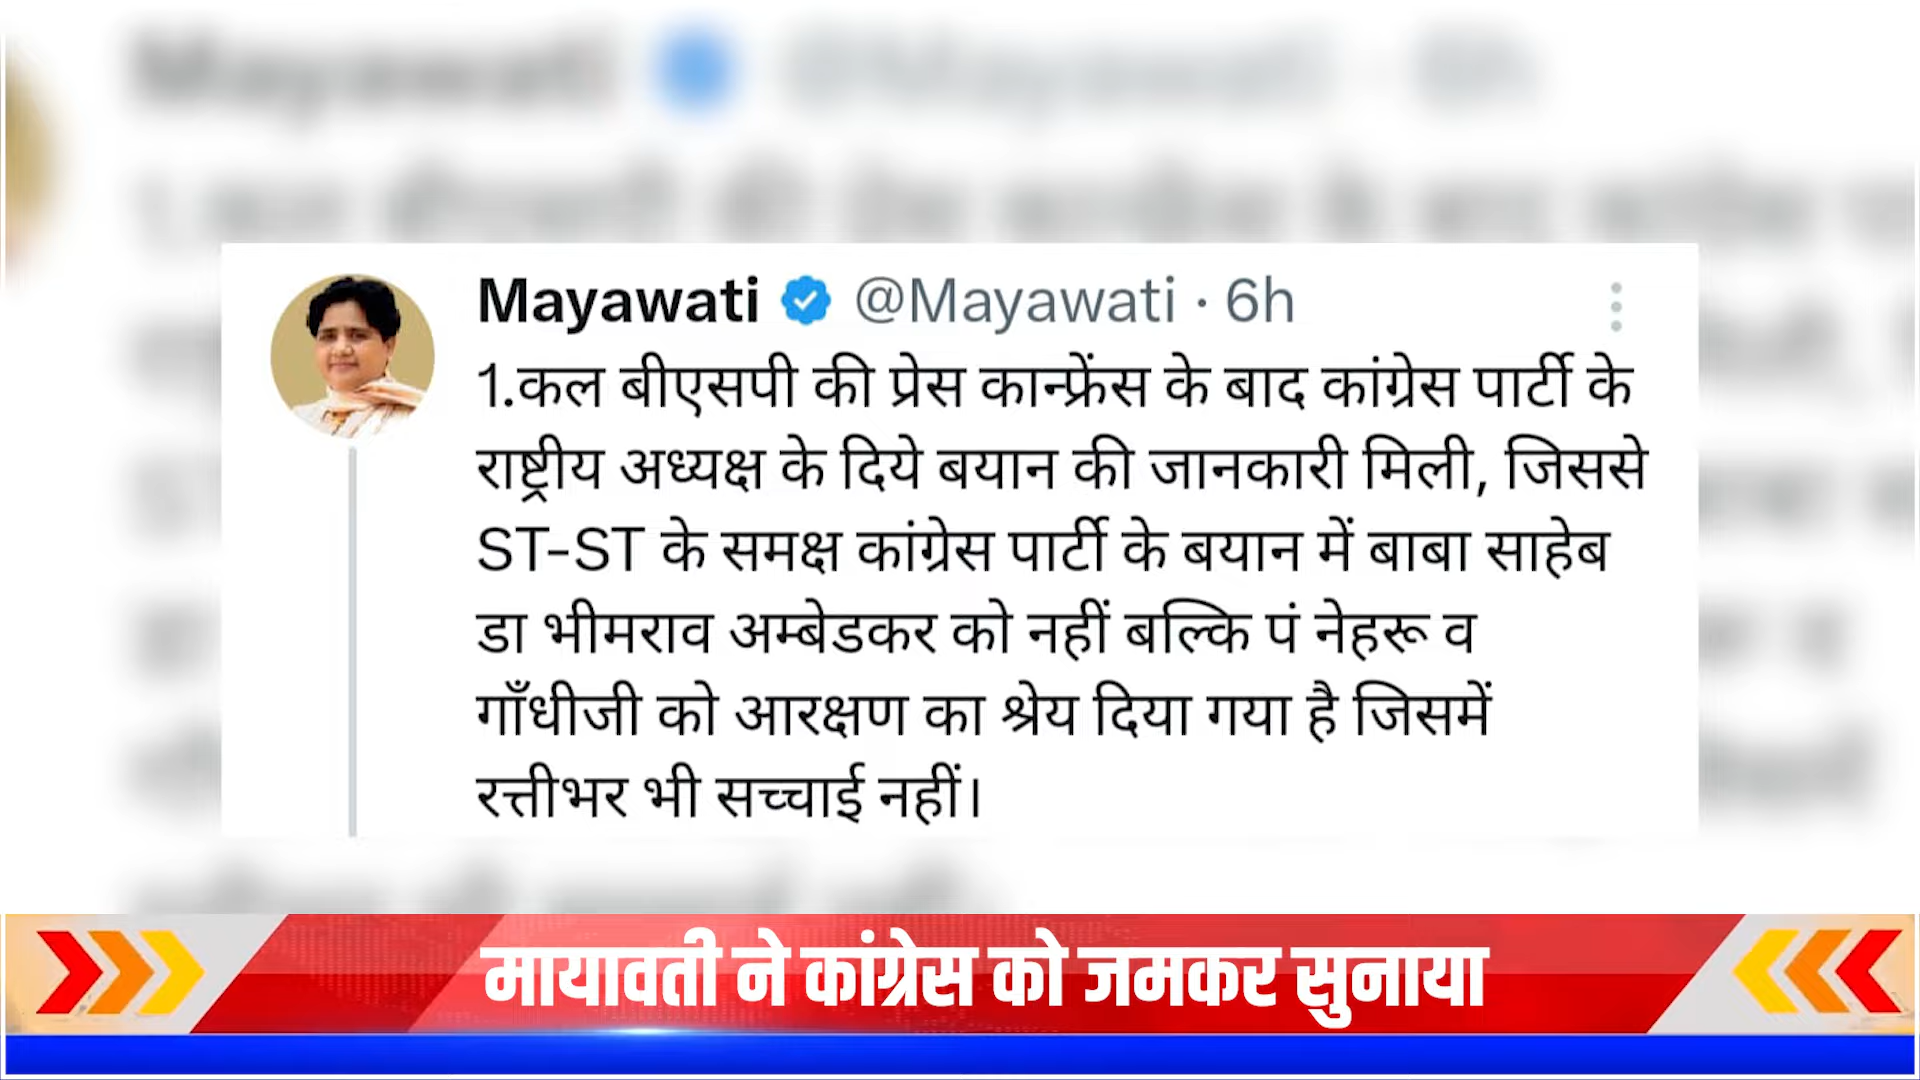 Mayawati @Mayawati · 6h
1.कल बीएसपी की प्रेस कान्फ्रेंस के बाद कांग्रेस पार्टी के
राष्ट्रीय अध्यक्ष के दिये बयान की जानकारी मिली, जिससे
ST-ST के समक्ष कांग्रेस पार्टी के बयान में बाबा साहेब
डा भीमराव अम्बेडकर को नहीं बल्कि पं नेहरू व
गाँधीजी को आरक्षण का श्रेय दिया गया है जिसमें
रत्तीभर भी सच्चाई नहीं।
मायावती ने कांग्रेस को जमकर सुनाया